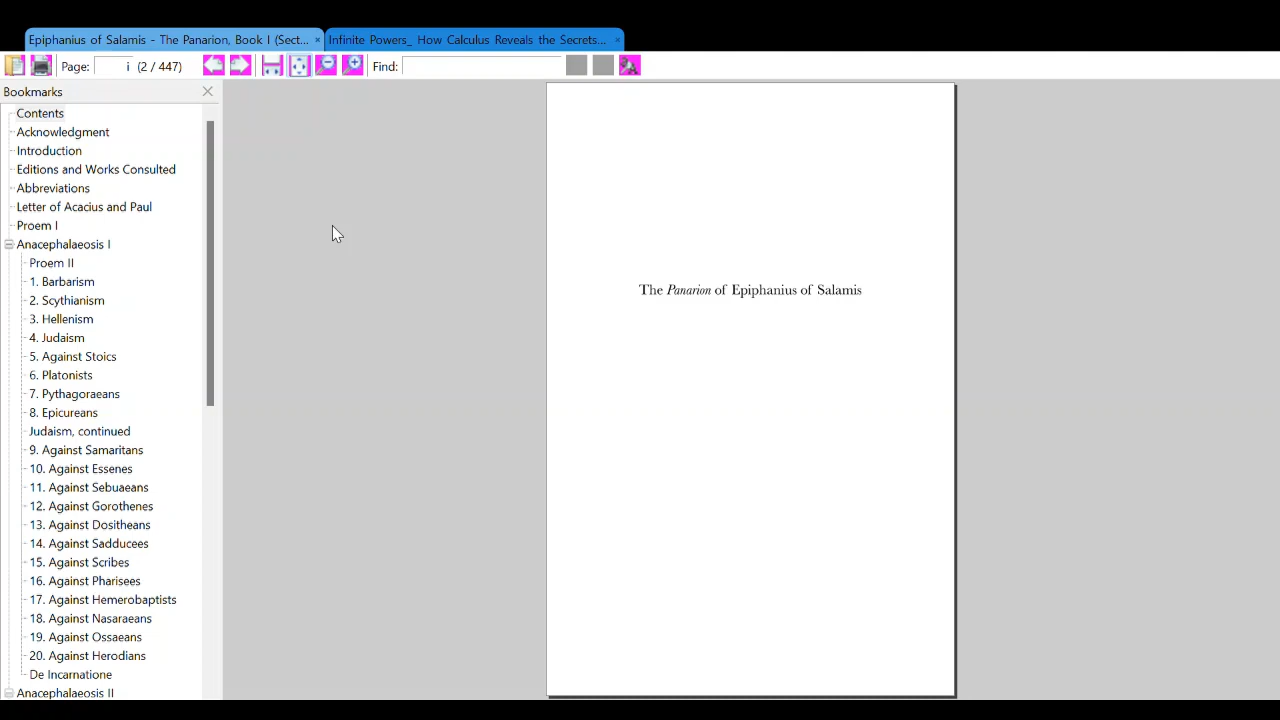 Epiphanius of Salamis - The Panarion, Book I (Sect...
Infinite Powers_ How Calculus Reveals the Secrets...
Page: i (2 / 447)
Find:
Bookmarks
Contents
Acknowledgment
Introduction
Editions and Works Consulted
Abbreviations
Letter of Acacius and Paul
Proem I
Anacephalaeosis I
Proem II
1. Barbarism
2. Scythianism
3. Hellenism
4. Judaism
5. Against Stoics
6. Platonists
7. Pythagoraeans
8. Epicureans
Judaism, continued
9. Against Samaritans
10. Against Essenes
11. Against Sebuaeans
12. Against Gorothenes
13. Against Dositheans
14. Against Sadducees
15. Against Scribes
16. Against Pharisees
17. Against Hemerobaptists
18. Against Nasaraeans
19. Against Ossaeans
20. Against Herodians
De Incarnatione
Anacephalaeosis II
The Panarion of Epiphanius of Salamis